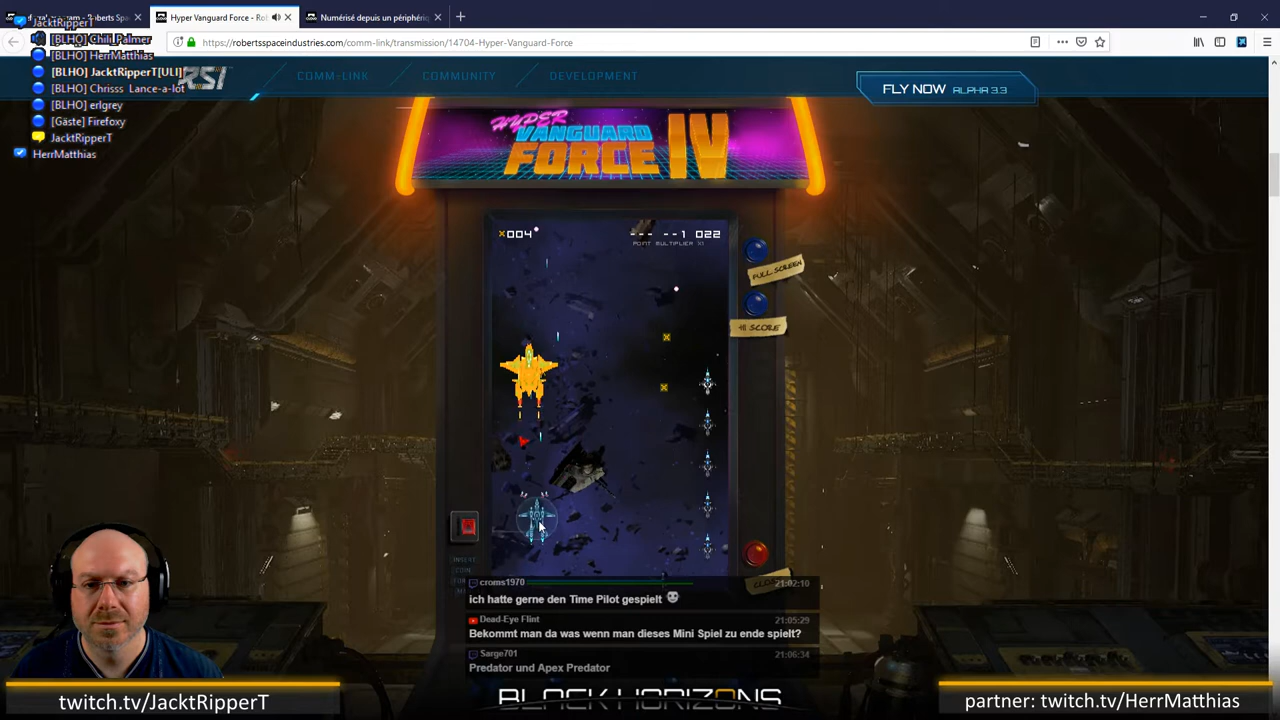 Hyper Vanguard Force - Rob
Numérisé depuis un périphériq
JacktRipperT
[BLHO] Chili_Palmer
[BLHO] HerrMatthias
[BLHO] JacktRipperT[ULI]
[BLHO] Chrisss_Lance-a-lot
[BLHO] erlgrey
[Gäste] Firefoxy
JacktRipperT
HerrMatthias
https://robertsspaceindustries.com/comm-link/transmission/14704-Hyper-Vanguard-Force
RSI
COMM-LINK
COMMUNITY
DEVELOPMENT
FLY NOW ALPHA 3.3
HYPER
VANGUARD
FORCE IV
×004
--- --1 022
POINT MULTIPLIER
FULL SCREEN
HI SCORE
INSERT
COIN
croms1970 21:02:10
ich hatte gerne den Time Pilot gespielt
Dead-Eye Flint 21:05:29
Bekommt man da was wenn man dieses Mini Spiel zu ende spielt?
Sarge701 21:06:34
Predator und Apex Predator
BLACK HORIZONS
twitch.tv/JacktRipperT
partner: twitch.tv/HerrMatthias